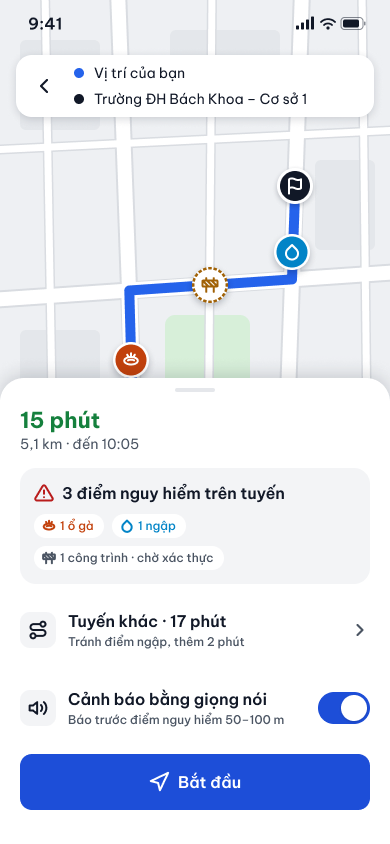 9:41
Vị trí của bạn
Trường ĐH Bách Khoa – Cơ sở 1
15 phút
5,1 km · đến 10:05
3 điểm nguy hiểm trên tuyến
1 ổ gà
1 ngập
1 công trình · chờ xác thực
Tuyến khác · 17 phút
Tránh điểm ngập, thêm 2 phút
Cảnh báo bằng giọng nói
Báo trước điểm nguy hiểm 50–100 m
Bắt đầu